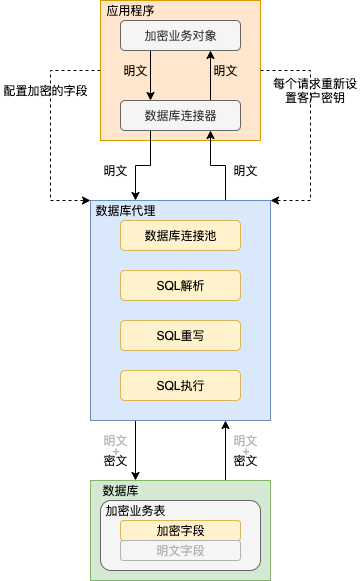 应用程序
加密业务对象
明文
明文
配置加密的字段
每个请求重新设
置客户密钥
数据库连接器
明文
明文
数据库代理
数据库连接池
SQL解析
SQL重写
SQL执行
明文
+
密文
明文
+
密文
数据库
加密业务表
加密字段
明文字段